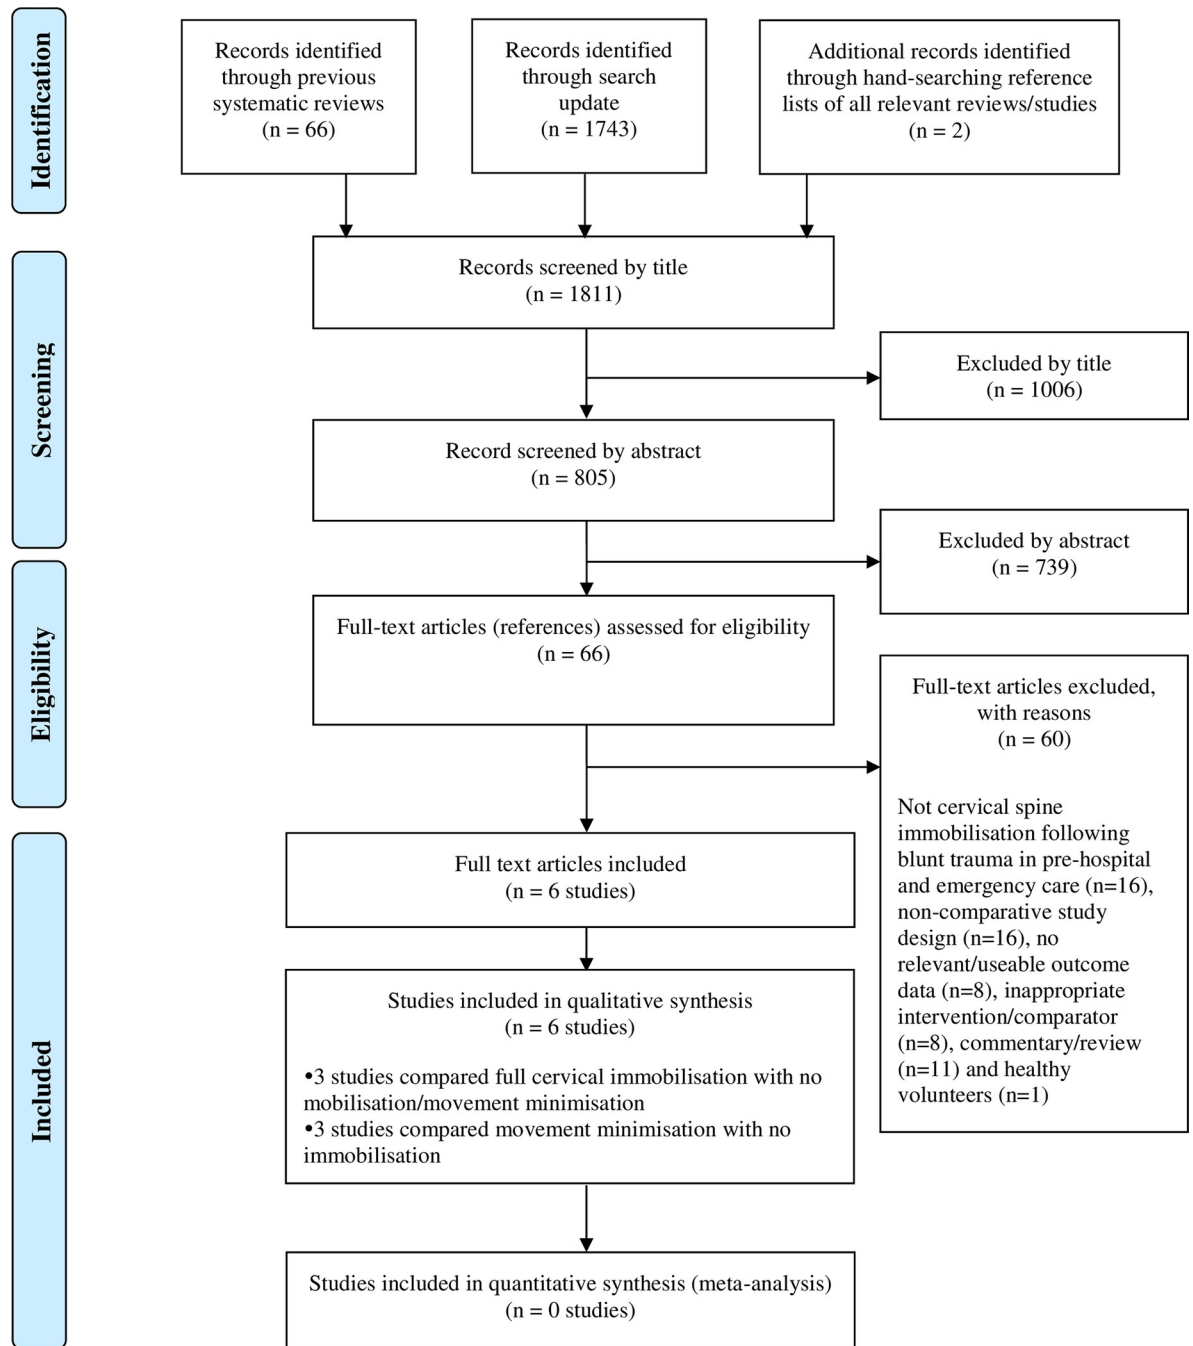 Identification
Records identified
through previous
systematic reviews
(n = 66)
Records identified
through search
update
(n = 1743)
Additional records identified
through hand-searching reference
lists of all relevant reviews/studies
(n = 2)
Screening
Records screened by title
(n = 1811)
Excluded by title
(n = 1006)
Record screened by abstract
(n = 805)
Excluded by abstract
(n = 739)
Eligibility
Full-text articles (references) assessed for eligibility
(n = 66)
Full-text articles excluded,
with reasons
(n = 60)
Not cervical spine
immobilisation following
blunt trauma in pre-hospital
and emergency care (n=16),
non-comparative study
design (n=16), no
relevant/useable outcome
data (n=8), inappropriate
intervention/comparator
(n=8), commentary/review
(n=11) and healthy
volunteers (n=1)
Included
Full text articles included
(n = 6 studies)
Studies included in qualitative synthesis
(n = 6 studies)
•3 studies compared full cervical immobilisation with no
mobilisation/movement minimisation
•3 studies compared movement minimisation with no
immobilisation
Studies included in quantitative synthesis (meta-analysis)
(n = 0 studies)